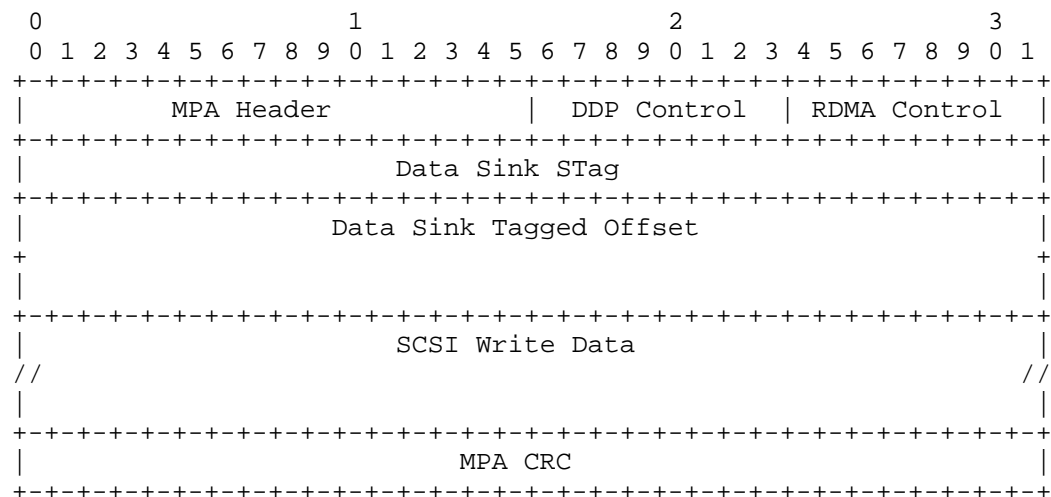 0                   1                   2                   3
 0 1 2 3 4 5 6 7 8 9 0 1 2 3 4 5 6 7 8 9 0 1 2 3 4 5 6 7 8 9 0 1
+-+-+-+-+-+-+-+-+-+-+-+-+-+-+-+-+-+-+-+-+-+-+-+-+-+-+-+-+-+-+-+-+
|         MPA Header            |  DDP Control  | RDMA Control  |
+-+-+-+-+-+-+-+-+-+-+-+-+-+-+-+-+-+-+-+-+-+-+-+-+-+-+-+-+-+-+-+-+
|                       Data Sink STag                          |
+-+-+-+-+-+-+-+-+-+-+-+-+-+-+-+-+-+-+-+-+-+-+-+-+-+-+-+-+-+-+-+-+
|                   Data Sink Tagged Offset                     |
+                                                               +
|                                                               |
+-+-+-+-+-+-+-+-+-+-+-+-+-+-+-+-+-+-+-+-+-+-+-+-+-+-+-+-+-+-+-+-+
|                       SCSI Write Data                         |
//                                                             //
|                                                               |
+-+-+-+-+-+-+-+-+-+-+-+-+-+-+-+-+-+-+-+-+-+-+-+-+-+-+-+-+-+-+-+-+
|                           MPA CRC                             |
+-+-+-+-+-+-+-+-+-+-+-+-+-+-+-+-+-+-+-+-+-+-+-+-+-+-+-+-+-+-+-+-+